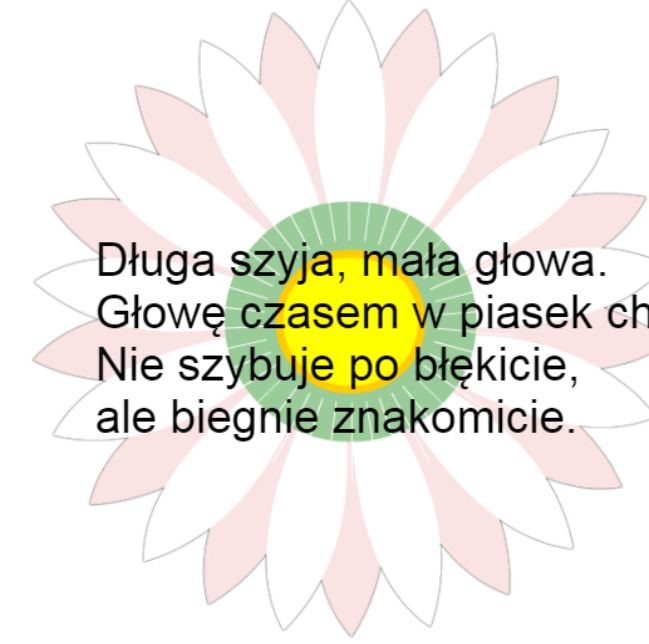 Długa szyja, mała głowa.
Głowę czasem w piasek ch
Nie szybuje po błękicie,
ale biegnie znakomicie.